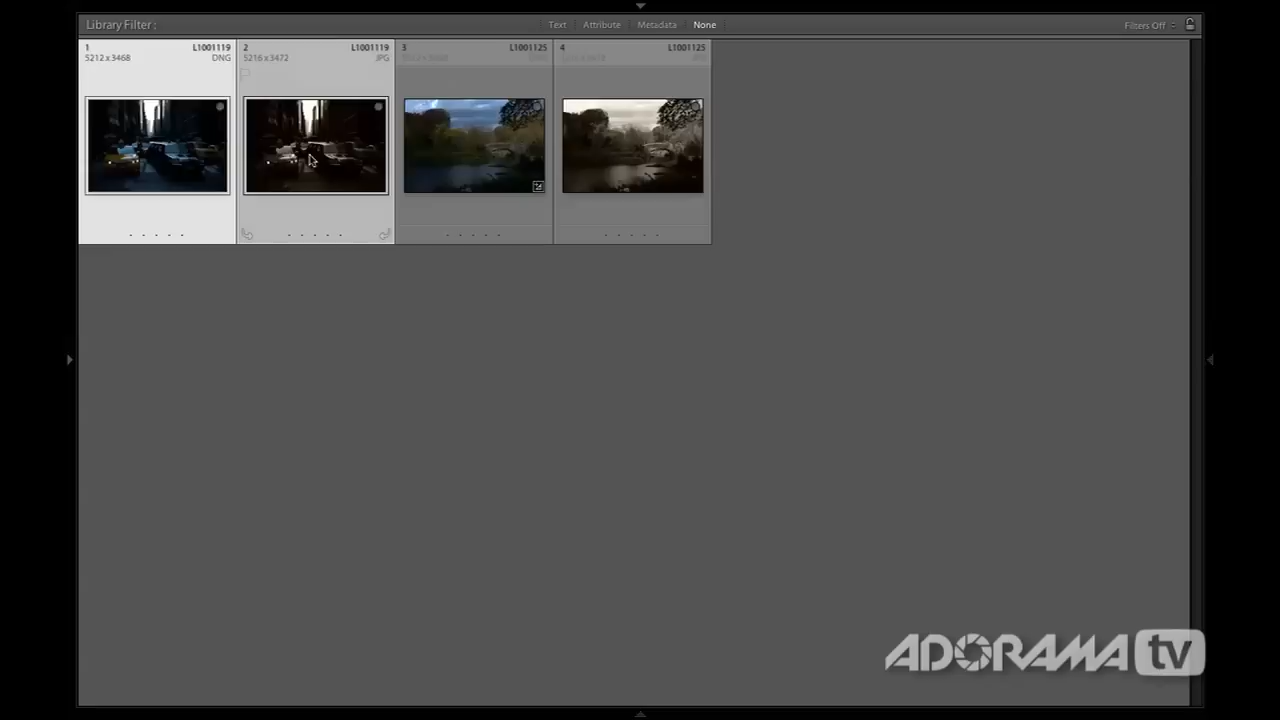 Library Filter : Text Attribute Metadata None Filters Off
1 L1001119 2 L1001119 3 L1001125 4 L1001125
5212 x 3468 DNG 5216 x 3472 JPG
ADORAMA tv